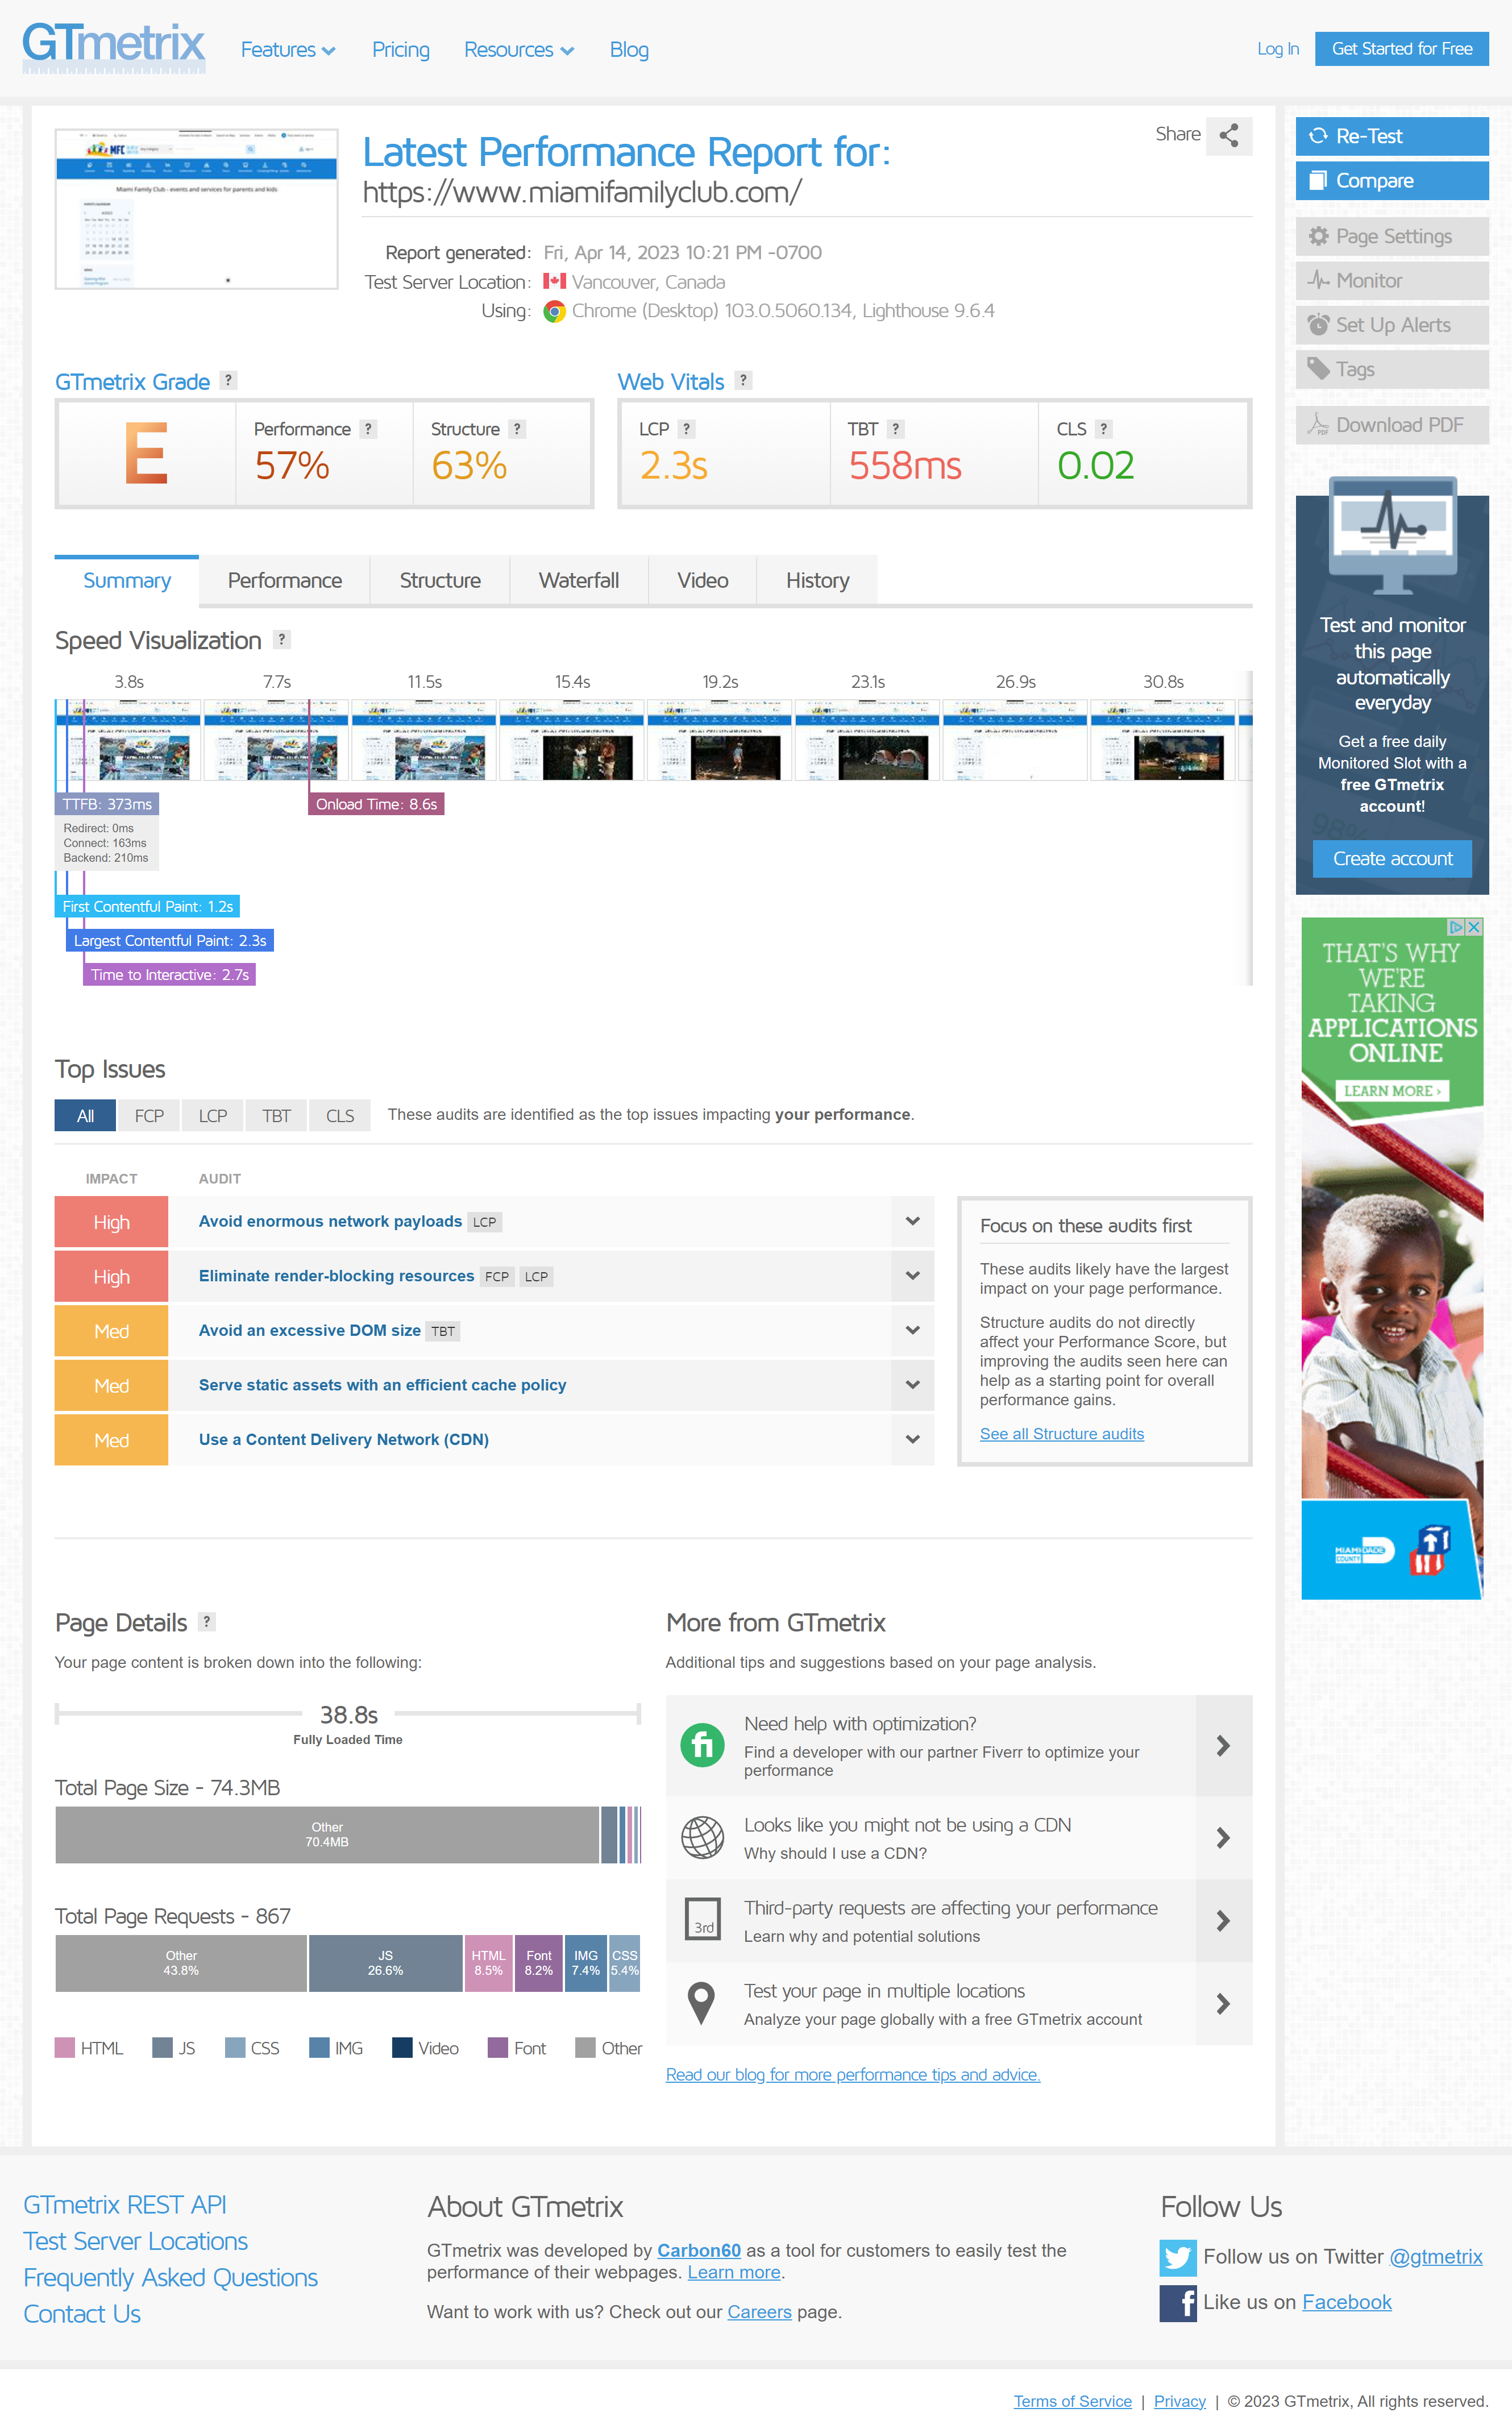 GTmetrix
Features
Pricing
Resources
Blog
Log In
Get Started for Free
MFC
Miami Family Club - events and services for parents and kids
Latest Performance Report for:
https://www.miamifamilyclub.com/
Share
Report generated: Fri, Apr 14, 2023 10:21 PM -0700
Test Server Location: Vancouver, Canada
Using: Chrome (Desktop) 103.0.5060.134, Lighthouse 9.6.4
Re-Test
Compare
Page Settings
Monitor
Set Up Alerts
Tags
PDF
Download PDF
GTmetrix Grade ?
E
Performance ?
57%
Structure ?
63%
Web Vitals ?
LCP ?
2.3s
TBT ?
558ms
CLS ?
0.02
Summary
Performance
Structure
Waterfall
Video
History
Speed Visualization ?
3.8s
7.7s
11.5s
15.4s
19.2s
23.1s
26.9s
30.8s
TTFB: 373ms
Redirect: 0ms
Connect: 163ms
Backend: 210ms
Onload Time: 8.6s
First Contentful Paint: 1.2s
Largest Contentful Paint: 2.3s
Time to Interactive: 2.7s
Test and monitor
this page
automatically
everyday
Get a free daily
Monitored Slot with a
free GTmetrix
account!
98%
Create account
THAT'S WHY
WE'RE
TAKING
APPLICATIONS
ONLINE
LEARN MORE ›
MIAMI-DADE
COUNTY
Top Issues
All
FCP
LCP
TBT
CLS
These audits are identified as the top issues impacting your performance.
IMPACT
AUDIT
High
Avoid enormous network payloads LCP
High
Eliminate render-blocking resources FCP LCP
Med
Avoid an excessive DOM size TBT
Med
Serve static assets with an efficient cache policy
Med
Use a Content Delivery Network (CDN)
Focus on these audits first
These audits likely have the largest
impact on your page performance.
Structure audits do not directly
affect your Performance Score, but
improving the audits seen here can
help as a starting point for overall
performance gains.
See all Structure audits
Page Details ?
Your page content is broken down into the following:
38.8s
Fully Loaded Time
Total Page Size - 74.3MB
Other
70.4MB
Total Page Requests - 867
Other
43.8%
JS
26.6%
HTML
8.5%
Font
8.2%
IMG
7.4%
CSS
5.4%
HTML
JS
CSS
IMG
Video
Font
Other
More from GTmetrix
Additional tips and suggestions based on your page analysis.
fi
Need help with optimization?
Find a developer with our partner Fiverr to optimize your
performance
Looks like you might not be using a CDN
Why should I use a CDN?
3rd
Third-party requests are affecting your performance
Learn why and potential solutions
Test your page in multiple locations
Analyze your page globally with a free GTmetrix account
Read our blog for more performance tips and advice.
GTmetrix REST API
Test Server Locations
Frequently Asked Questions
Contact Us
About GTmetrix
GTmetrix was developed by Carbon60 as a tool for customers to easily test the
performance of their webpages. Learn more.
Want to work with us? Check out our Careers page.
Follow Us
Follow us on Twitter @gtmetrix
Like us on Facebook
Terms of Service | Privacy | © 2023 GTmetrix, All rights reserved.